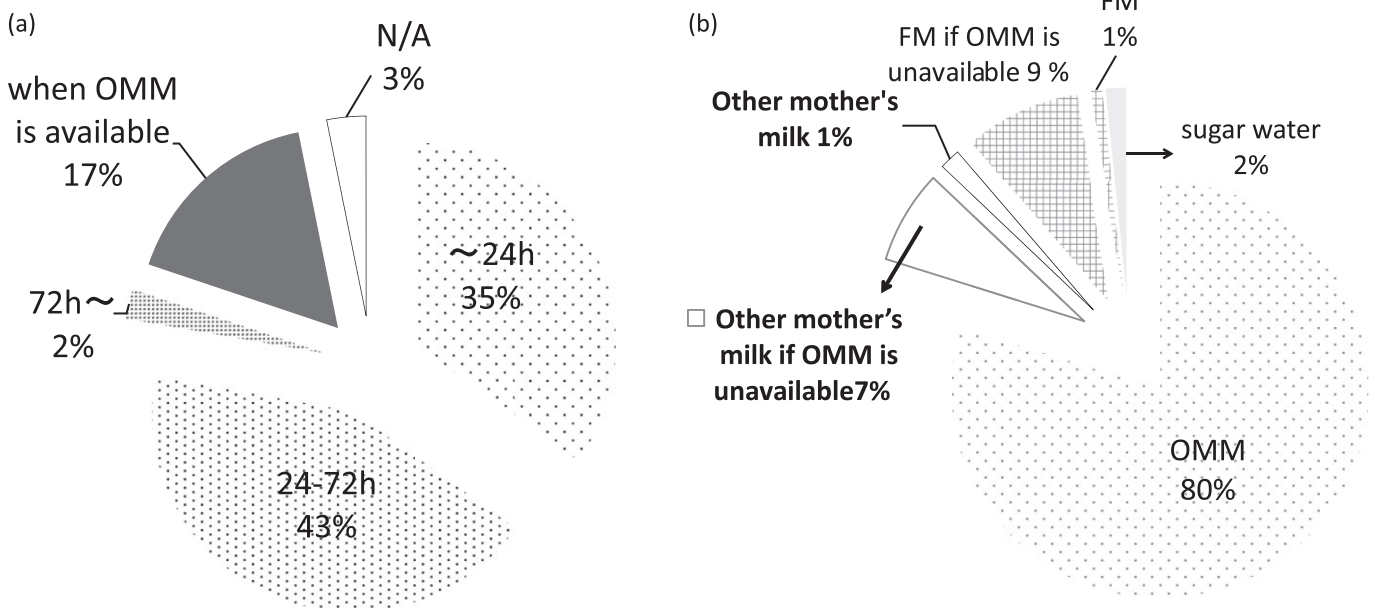 (a)
N/A
3%
when OMM
is available
17%
～24h
35%
72h～
2%
24-72h
43%
(b)
FM
1%
FM if OMM is
unavailable 9 %
Other mother's
milk 1%
sugar water
2%
Other mother’s
milk if OMM is
unavailable7%
OMM
80%